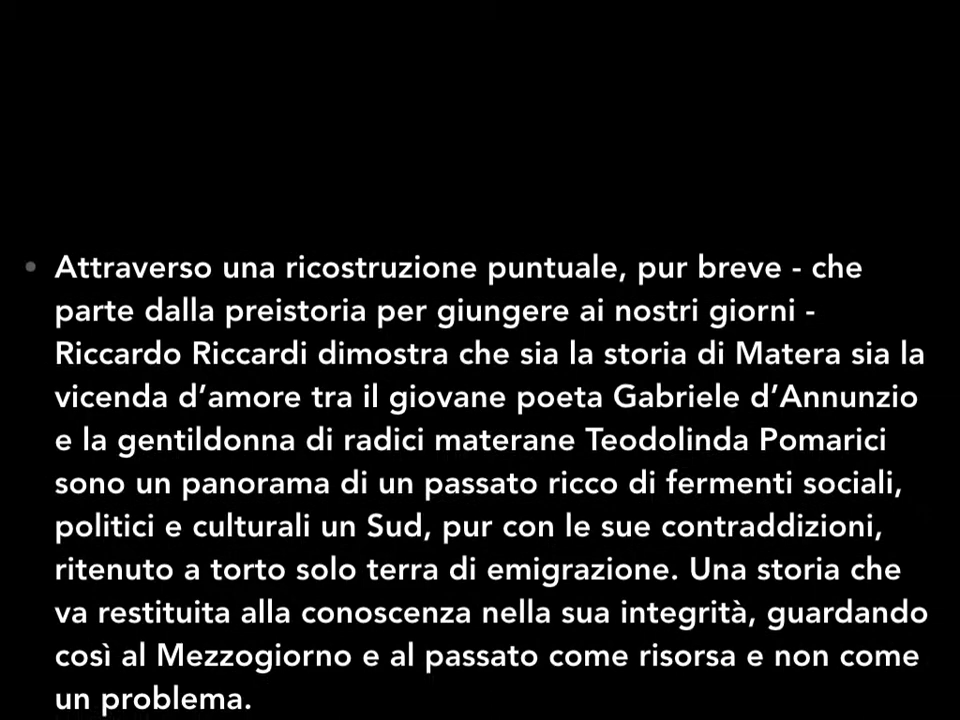 • Attraverso una ricostruzione puntuale, pur breve - che
parte dalla preistoria per giungere ai nostri giorni -
Riccardo Riccardi dimostra che sia la storia di Matera sia la
vicenda d’amore tra il giovane poeta Gabriele d’Annunzio
e la gentildonna di radici materane Teodolinda Pomarici
sono un panorama di un passato ricco di fermenti sociali,
politici e culturali un Sud, pur con le sue contraddizioni,
ritenuto a torto solo terra di emigrazione. Una storia che
va restituita alla conoscenza nella sua integrità, guardando
così al Mezzogiorno e al passato come risorsa e non come
un problema.